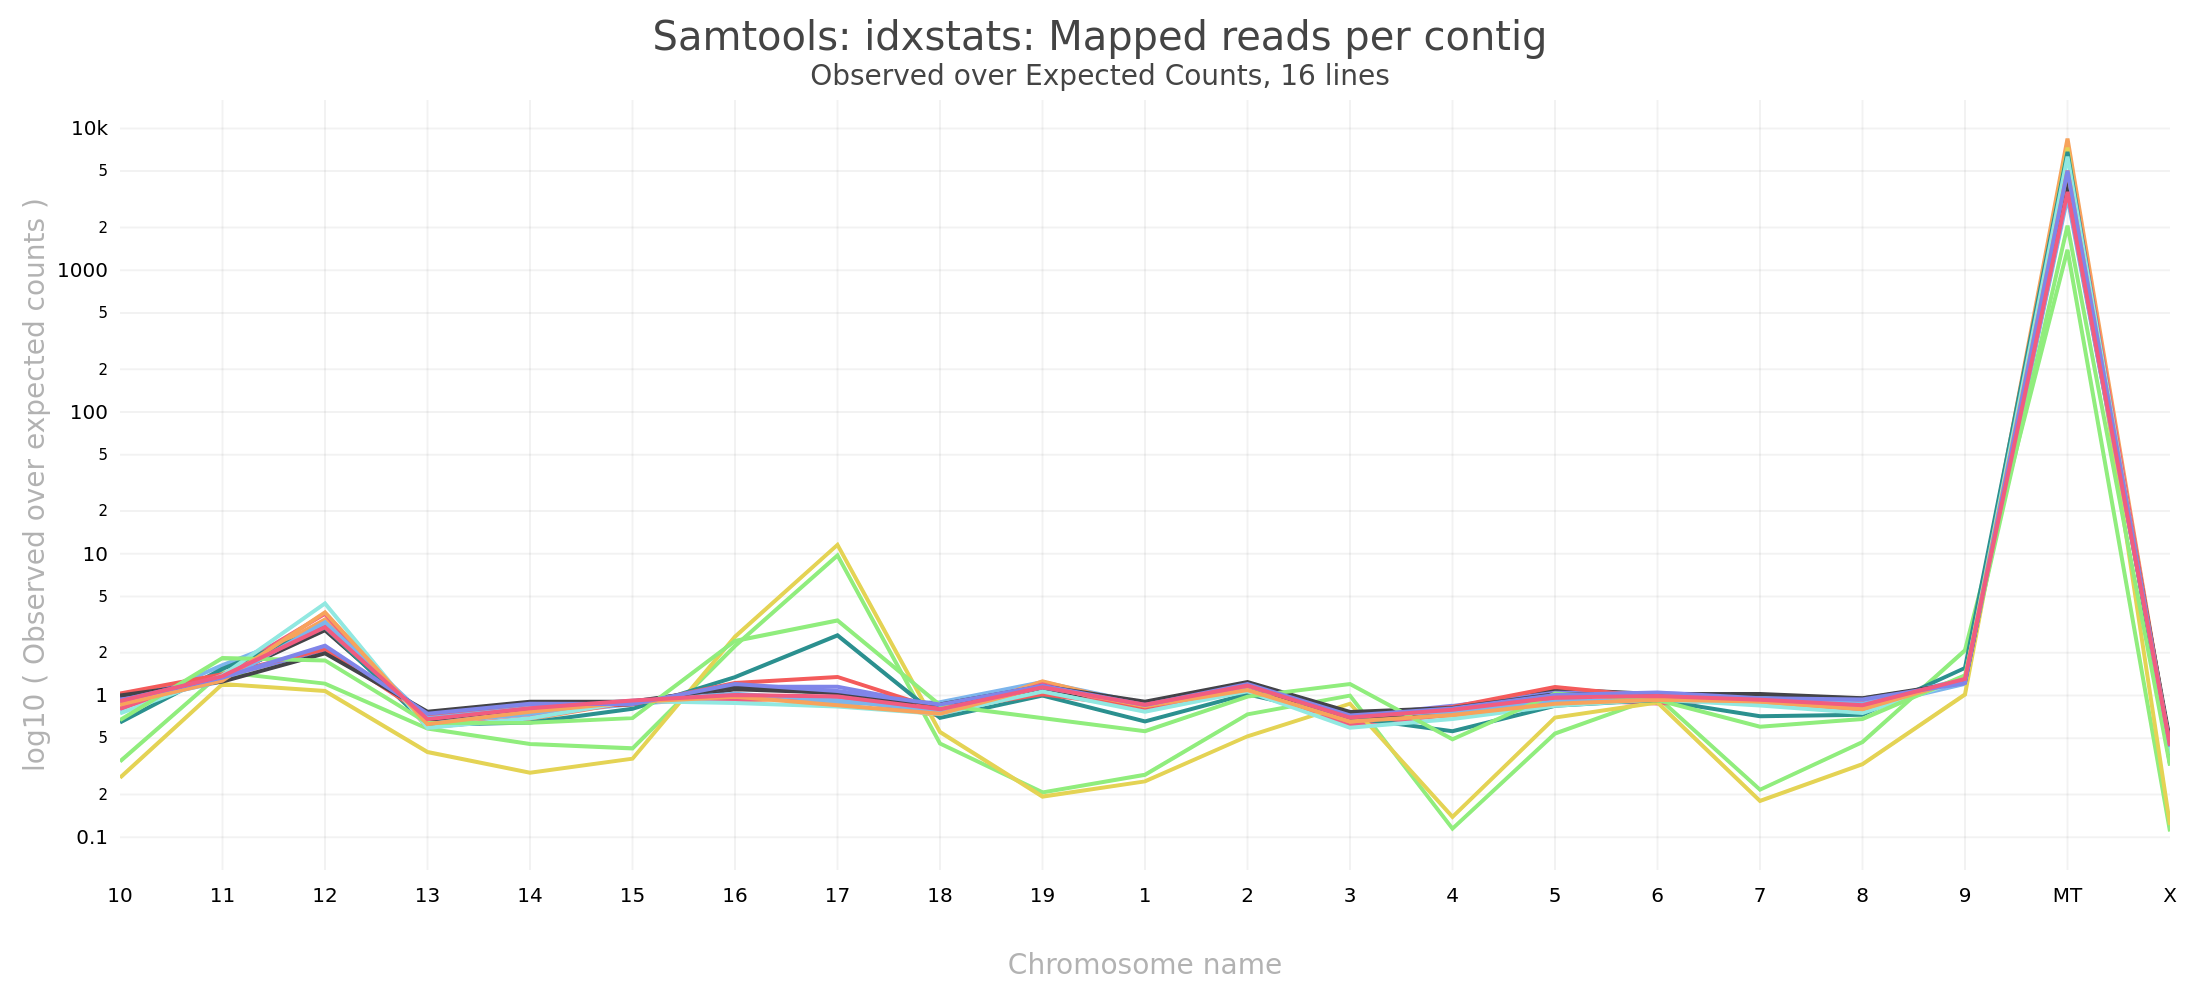 Samtools: idxstats: Mapped reads per contig
Observed over Expected Counts, 16 lines
log10 ( Observed over expected counts )
10k
5
2
1000
5
2
100
5
2
10
5
2
1
5
2
0.1
10 11 12 13 14 15 16 17 18 19 1 2 3 4 5 6 7 8 9 MT X
Chromosome name